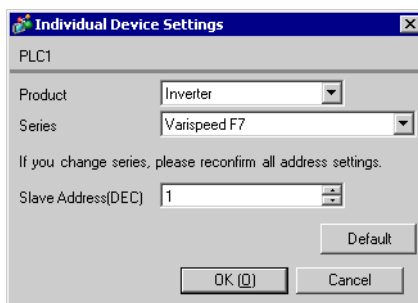 Individual Device Settings
PLC1
Product Inverter
Series Varispeed F7
If you change series, please reconfirm all address settings.
Slave Address(DEC) 1
Default
OK (O) Cancel